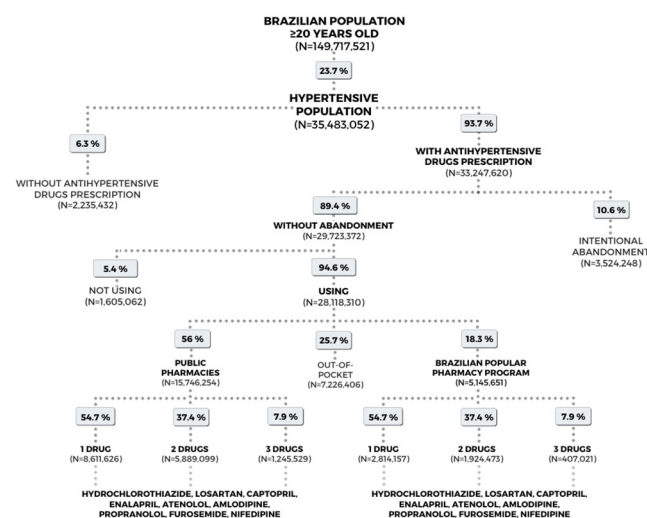 BRAZILIAN POPULATION
≥20 YEARS OLD
(N=149,717,521)
23.7 %
HYPERTENSIVE
POPULATION
(N=35,483,052)
6.3 %
93.7 %
WITHOUT ANTIHYPERTENSIVE
DRUGS PRESCRIPTION
(N=2,235,432)
WITH ANTIHYPERTENSIVE
DRUGS PRESCRIPTION
(N=33,247,620)
89.4 %
10.6 %
WITHOUT ABANDONMENT
(N=29,723,372)
INTENTIONAL
ABANDONMENT
(N=3,524,248)
5.4 %
94.6 %
NOT USING
(N=1,605,062)
USING
(N=28,118,310)
56 %
25.7 %
18.3 %
PUBLIC
PHARMACIES
(N=15,746,254)
OUT-OF-
POCKET
(N=7,226,406)
BRAZILIAN POPULAR
PHARMACY PROGRAM
(N=5,145,651)
54.7 %
37.4 %
7.9 %
54.7 %
37.4 %
7.9 %
1 DRUG
(N=8,611,626)
2 DRUGS
(N=5,889,099)
3 DRUGS
(N=1,245,529)
1 DRUG
(N=2,814,157)
2 DRUGS
(N=1,924,473)
3 DRUGS
(N=407,021)
HYDROCHLOROTHIAZIDE, LOSARTAN, CAPTOPRIL,
ENALAPRIL, ATENOLOL, AMLODIPINE,
PROPRANOLOL, FUROSEMIDE, NIFEDIPINE
HYDROCHLOROTHIAZIDE, LOSARTAN, CAPTOPRIL,
ENALAPRIL, ATENOLOL, AMLODIPINE,
PROPRANOLOL, FUROSEMIDE, NIFEDIPINE